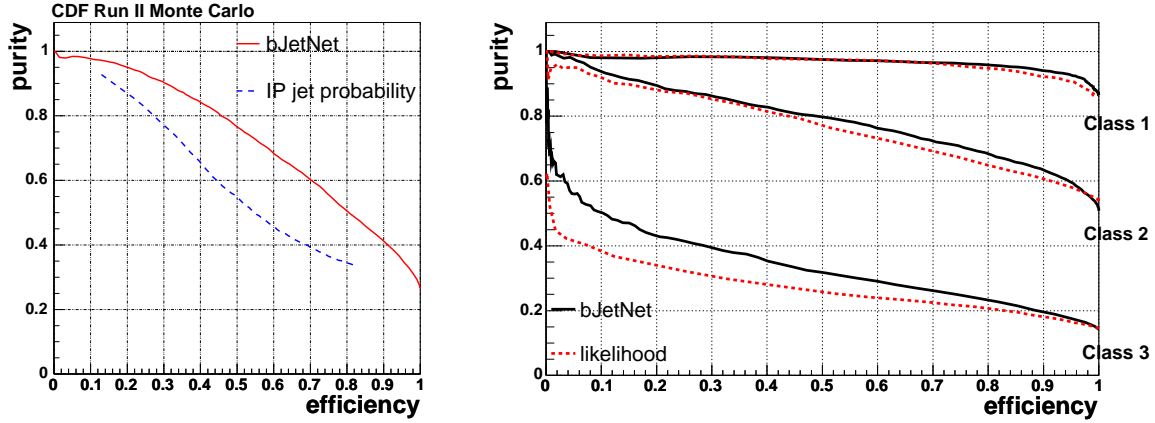 CDF Run II Monte Carlo
purity
1
0.8
0.6
0.4
0.2
0
bJetNet
IP jet probability
0 0.1 0.2 0.3 0.4 0.5 0.6 0.7 0.8 0.9 1
efficiency
purity
1
0.8
0.6
0.4
0.2
0
Class 1
Class 2
bJetNet
likelihood
Class 3
0 0.1 0.2 0.3 0.4 0.5 0.6 0.7 0.8 0.9 1
efficiency